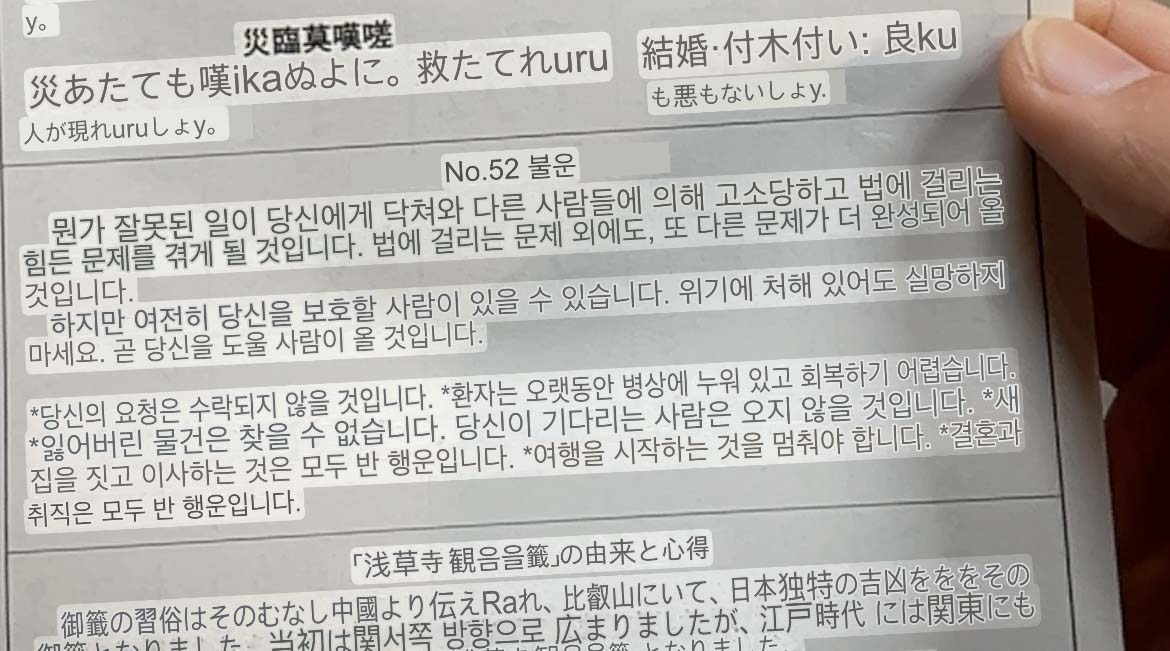 y。
災臨莫嘆嗟
災あたても嘆ikaぬよに。救たてれuru
人が現れuruしょy。
結婚·付木付い: 良ku
も悪もないしょy.
No.52 불운
뭔가 잘못된 일이 당신에게 닥쳐와 다른 사람들에 의해 고소당하고 법에 걸리는
힘든 문제를 겪게 될 것입니다. 법에 걸리는 문제 외에도, 또 다른 문제가 더 완성되어 올
것입니다.
하지만 여전히 당신을 보호할 사람이 있을 수 있습니다. 위기에 처해 있어도 실망하지
마세요. 곧 당신을 도울 사람이 올 것입니다.
*당신의 요청은 수락되지 않을 것입니다. *환자는 오랫동안 병상에 누워 있고 회복하기 어렵습니다.
*잃어버린 물건은 찾을 수 없습니다. 당신이 기다리는 사람은 오지 않을 것입니다. *새
집을 짓고 이사하는 것은 모두 반 행운입니다. *여행을 시작하는 것을 멈춰야 합니다. *결혼과
취직은 모두 반 행운입니다.
「浅草寺 観음을籤」の由来と心得
御籤の習俗はそのむなし中國より伝えRaれ、比叡山にいて、日本独特の吉凶ををををその
御籤となりました。当初は関서쪽 방향으로 広まりましたが、江戸時代 には関東にも